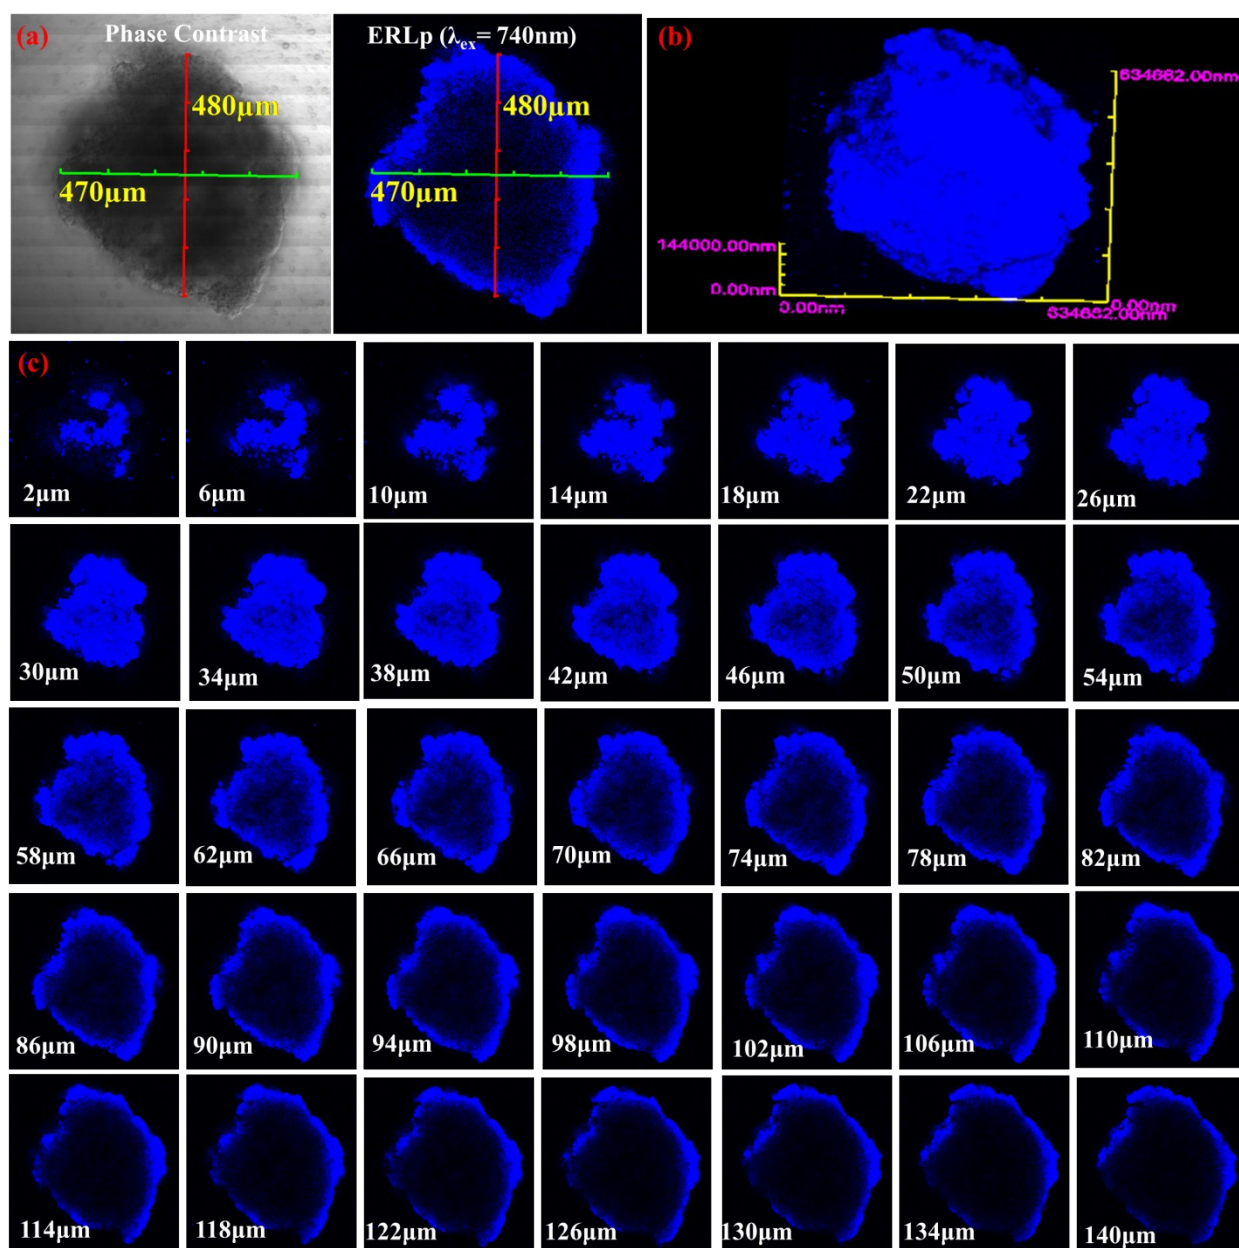 (a)
Phase Contrast
480µm
470µm
ERLp (λex= 740nm)
480µm
470µm
(b)
634662.00nm
144000.00nm
0.00nm
0.00nm
634662.00nm
0.00nm
(c)
2µm
6µm
10µm
14µm
18µm
22µm
26µm
30µm
34µm
38µm
42µm
46µm
50µm
54µm
58µm
62µm
66µm
70µm
74µm
78µm
82µm
86µm
90µm
94µm
98µm
102µm
106µm
110µm
114µm
118µm
122µm
126µm
130µm
134µm
140µm